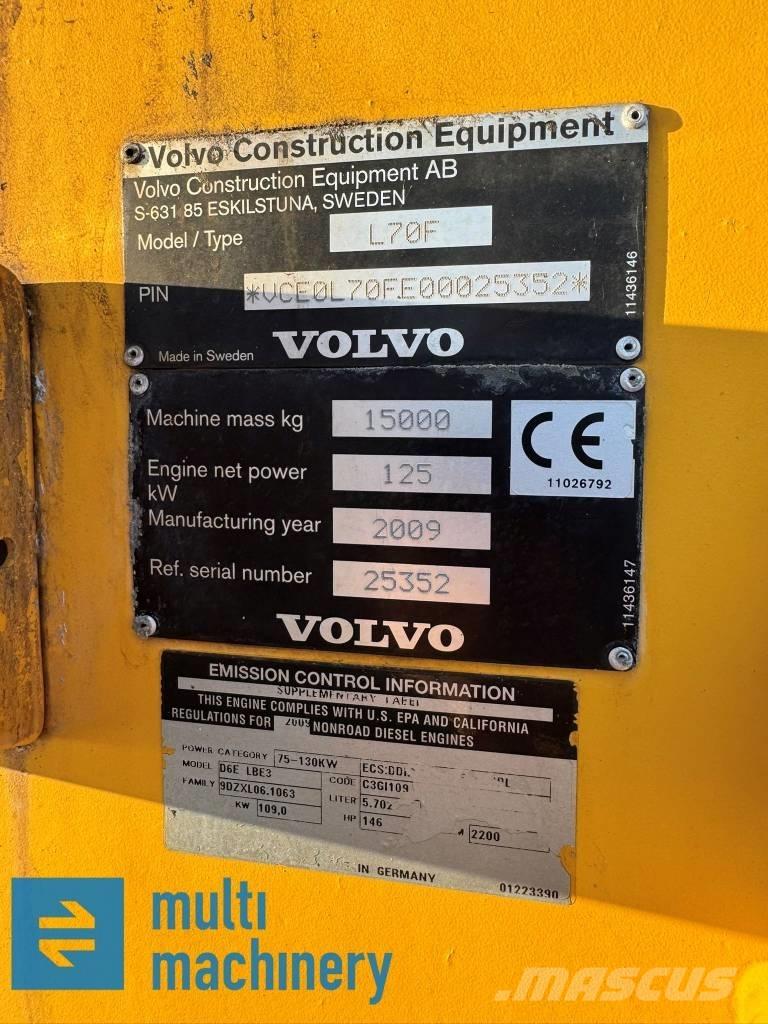 Volvo Construction Equipment
Volvo Construction Equipment AB
S-631 85 ESKILSTUNA, SWEDEN
Model / Type L70F
PIN *VCE0L70FE00025352*
11436146
Made in Sweden VOLVO
Machine mass kg 15000
CE
Engine net power kW 125
11026792
Manufacturing year 2009
Ref. serial number 25352
11436147
VOLVO
EMISSION CONTROL INFORMATION
SUPPLEMENTARY LABEL
THIS ENGINE COMPLIES WITH U.S. EPA AND CALIFORNIA
REGULATIONS FOR 2009 NONROAD DIESEL ENGINES
POWER CATEGORY 75-130KW
MODEL D6E LBE3 CODE C3GI109
FAMILY 9DZXL06.1063 LITER
KW 109,0 HP 146 2200
IN GERMANY
01223390
multi
machinery
MASCUS